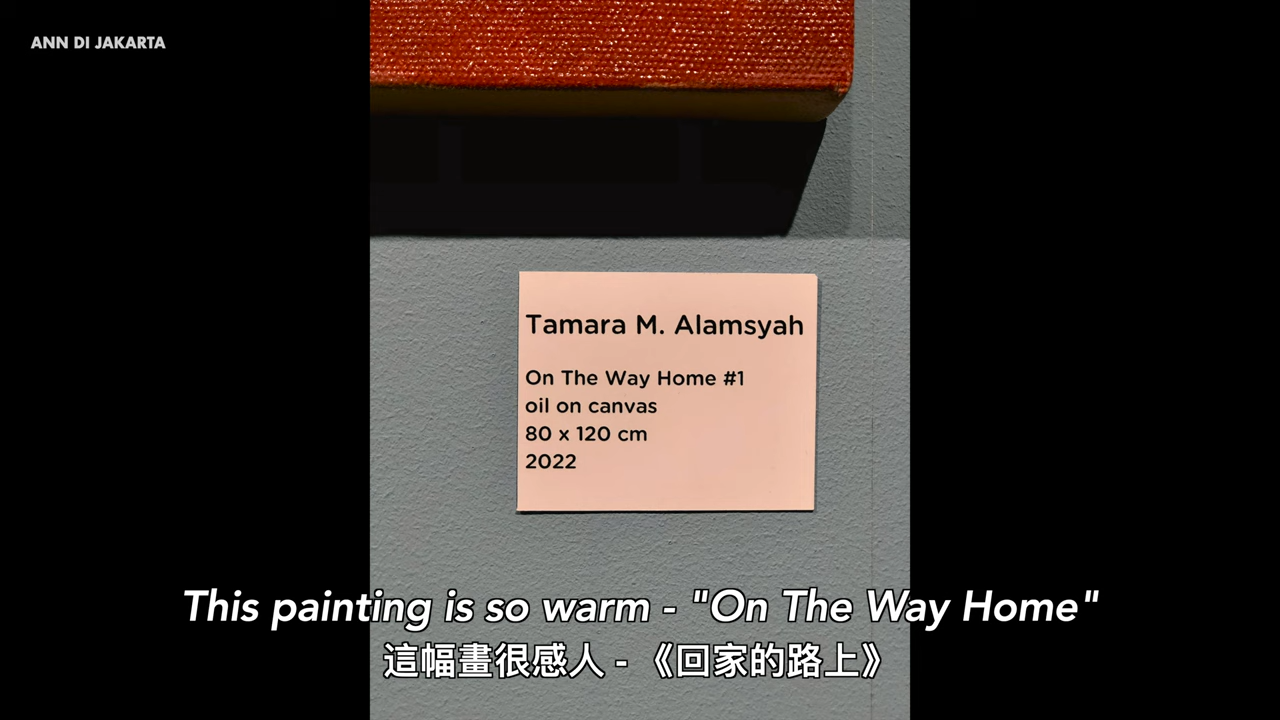 ANN DI JAKARTA
Tamara M. Alamsyah
On The Way Home #1
oil on canvas
80 x 120 cm
2022
This painting is so warm - "On The Way Home"
這幅畫很感人 - 《回家的路上》